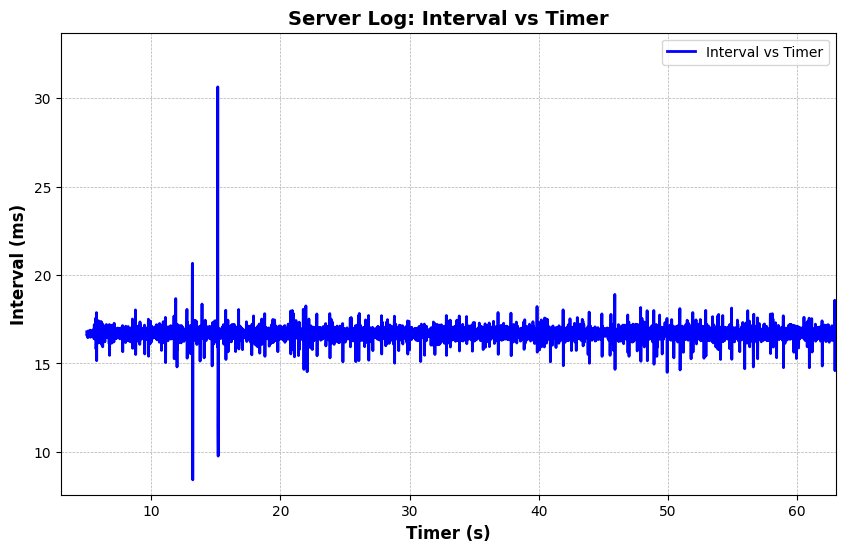 Server Log: Interval vs Timer
Interval vs Timer
30
25
20
15
10
Interval (ms)
10 20 30 40 50 60
Timer (s)